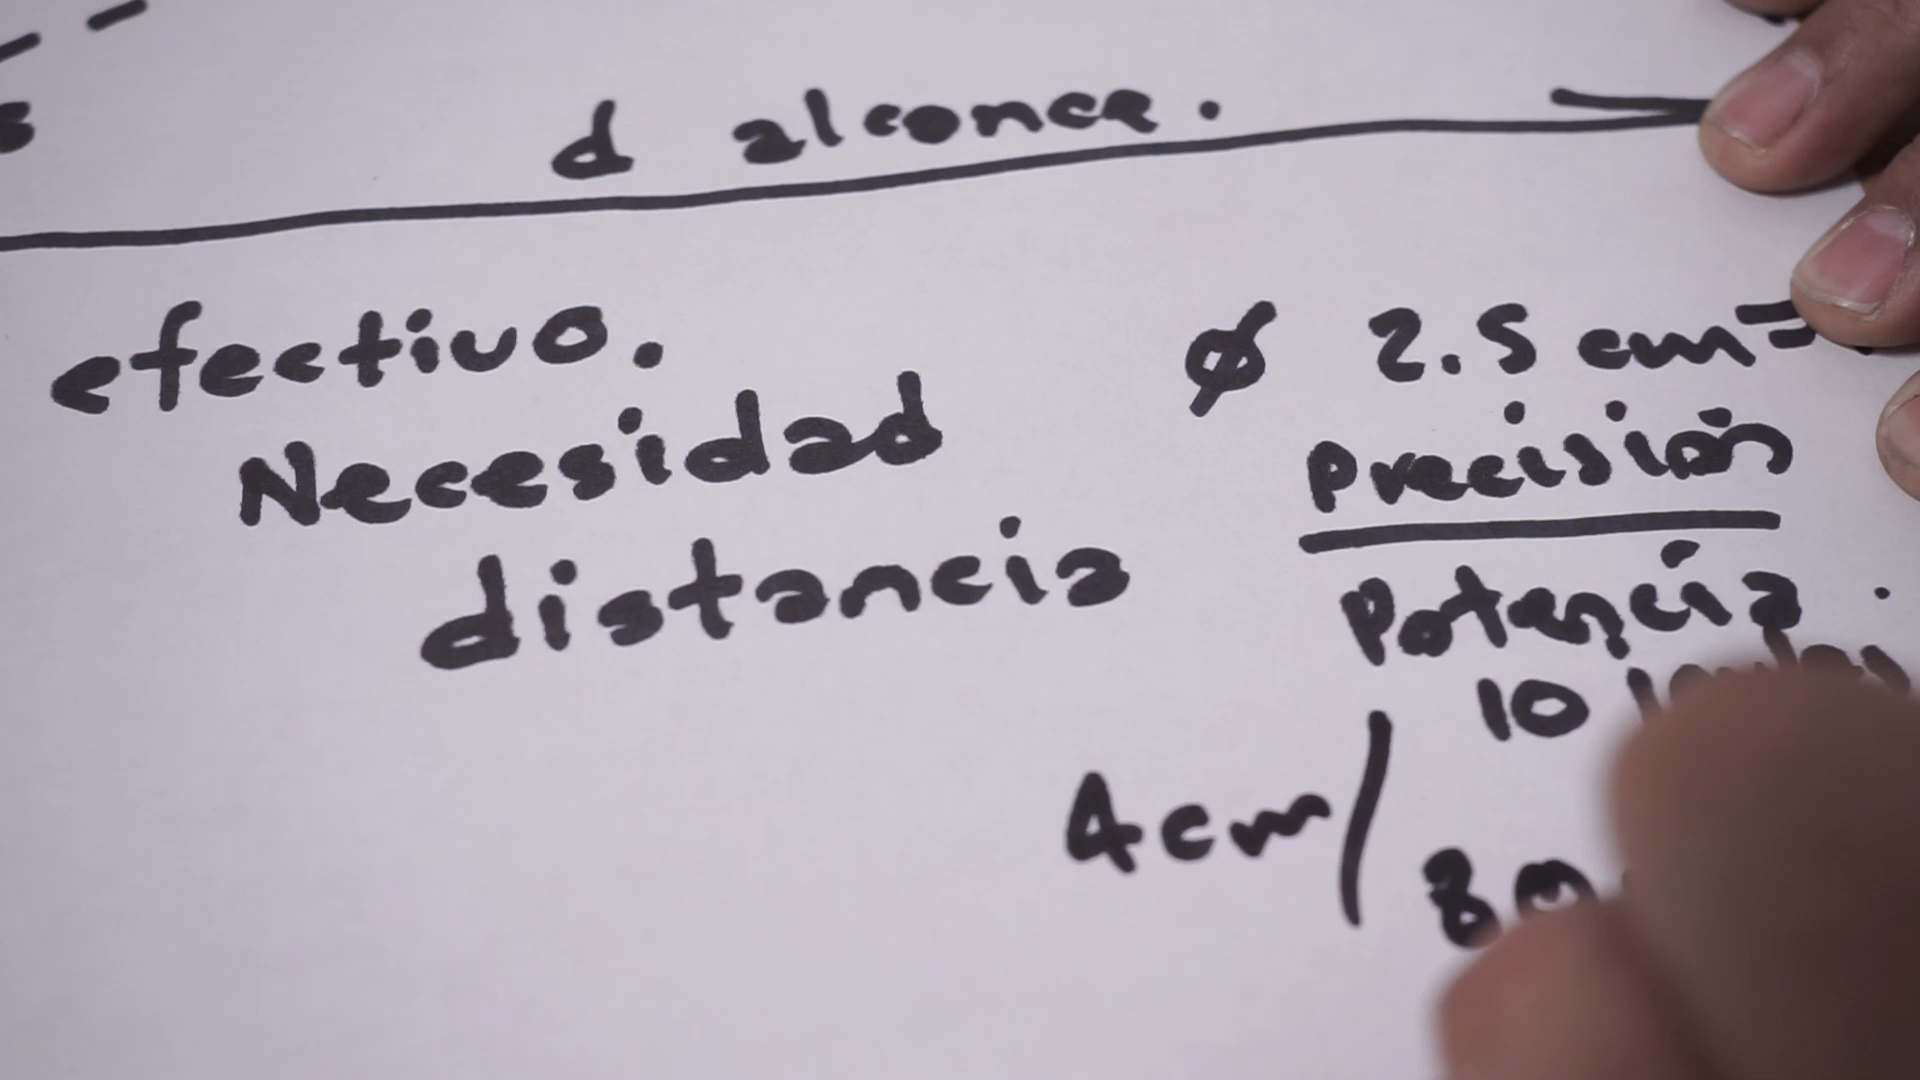 d alcance.
efectivo.
Necesidad
distancia
ø 2.5 cm =
Precisión
Potencia.
10
4cm/
80